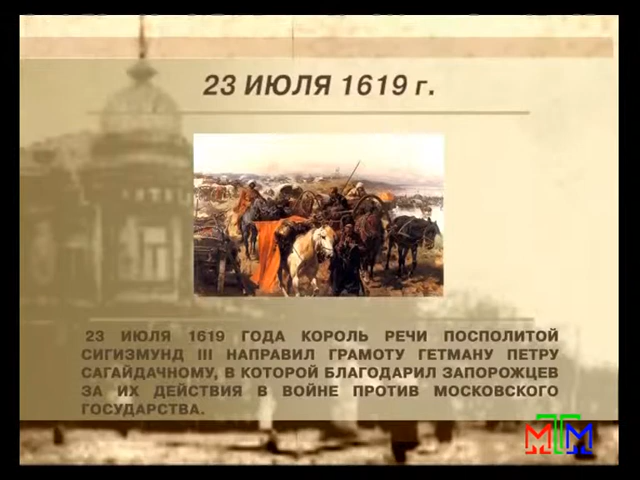 23 ИЮЛЯ 1619 г.
23 ИЮЛЯ 1619 ГОДА КОРОЛЬ РЕЧИ ПОСПОЛИТОЙ
СИГИЗМУНД III НАПРАВИЛ ГРАМОТУ ГЕТМАНУ ПЕТРУ
САГАЙДАЧНОМУ, В КОТОРОЙ БЛАГОДАРИЛ ЗАПОРОЖЦЕВ
ЗА ИХ ДЕЙСТВИЯ В ВОЙНЕ ПРОТИВ МОСКОВСКОГО
ГОСУДАРСТВА.
МТМ